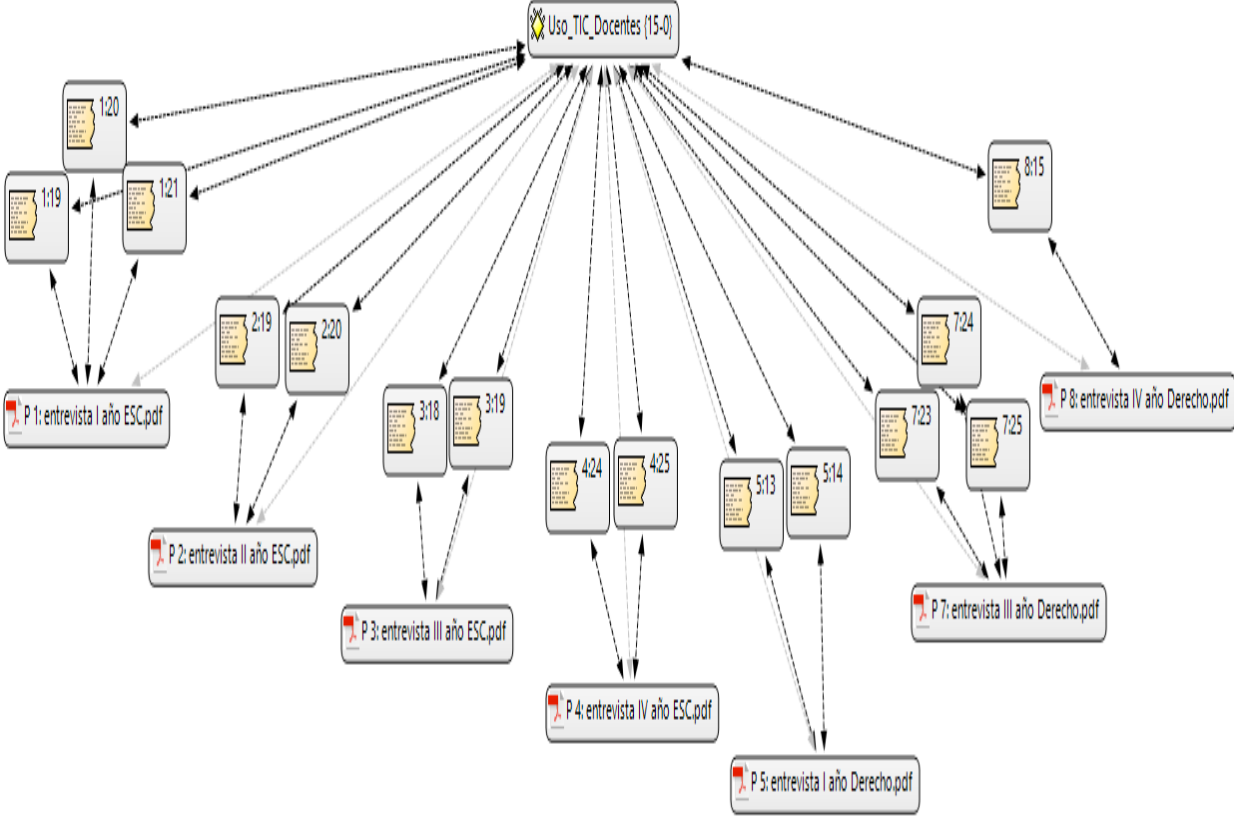 Uso_TIC_Docentes {15-0}
1:20
1:19
1:21
8:15
2:19
2:20
7:24
3:18
3:19
7:23
7:25
4:24
4:25
5:13
5:14
P 1: entrevista I año ESC.pdf
P 8: entrevista IV año Derecho.pdf
P 2: entrevista II año ESC.pdf
P 3: entrevista III año ESC.pdf
P 7: entrevista III año Derecho.pdf
P 4: entrevista IV año ESC.pdf
P 5: entrevista I año Derecho.pdf